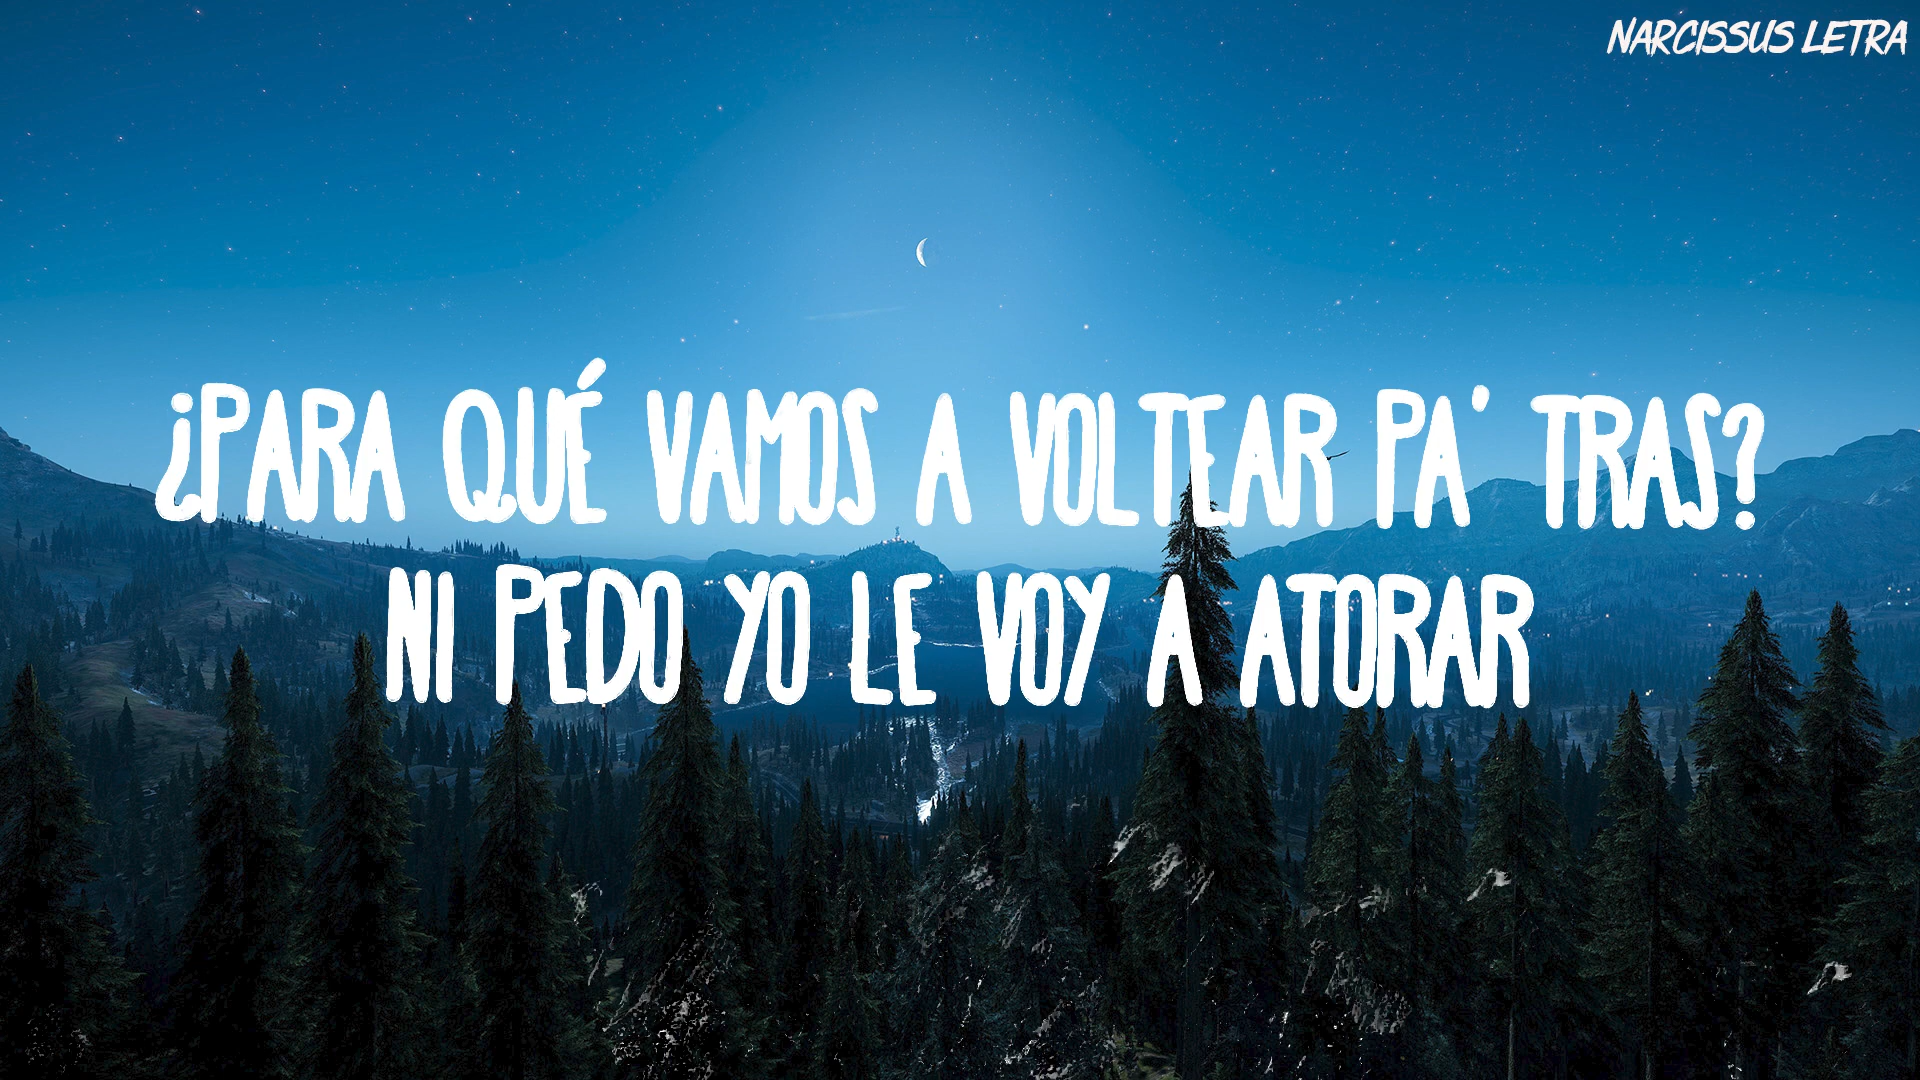 NARCISSUS LETRA
¿PARA QUÉ VAMOS A VOLTEAR PA' TRAS?
NI PEDO YO LE VOY A ATORAR